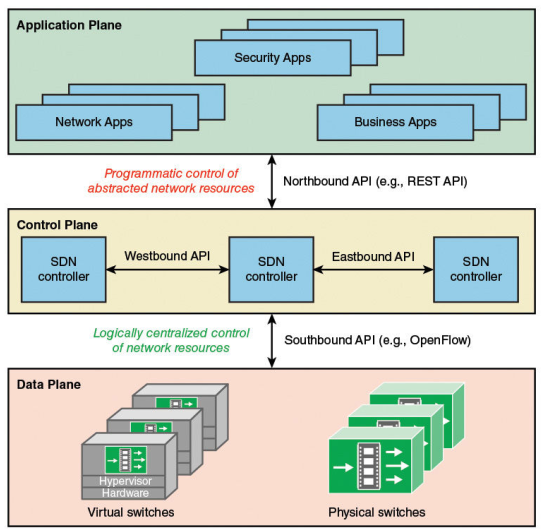 Application Plane
Security Apps
Network Apps
Business Apps
Programmatic control of
abstracted network resources
Northbound API (e.g., REST API)
Control Plane
SDN
controller
Westbound API
SDN
controller
Eastbound API
SDN
controller
Logically centralized control
of network resources
Southbound API (e.g., OpenFlow)
Data Plane
Hypervisor
Hardware
Virtual switches
Physical switches